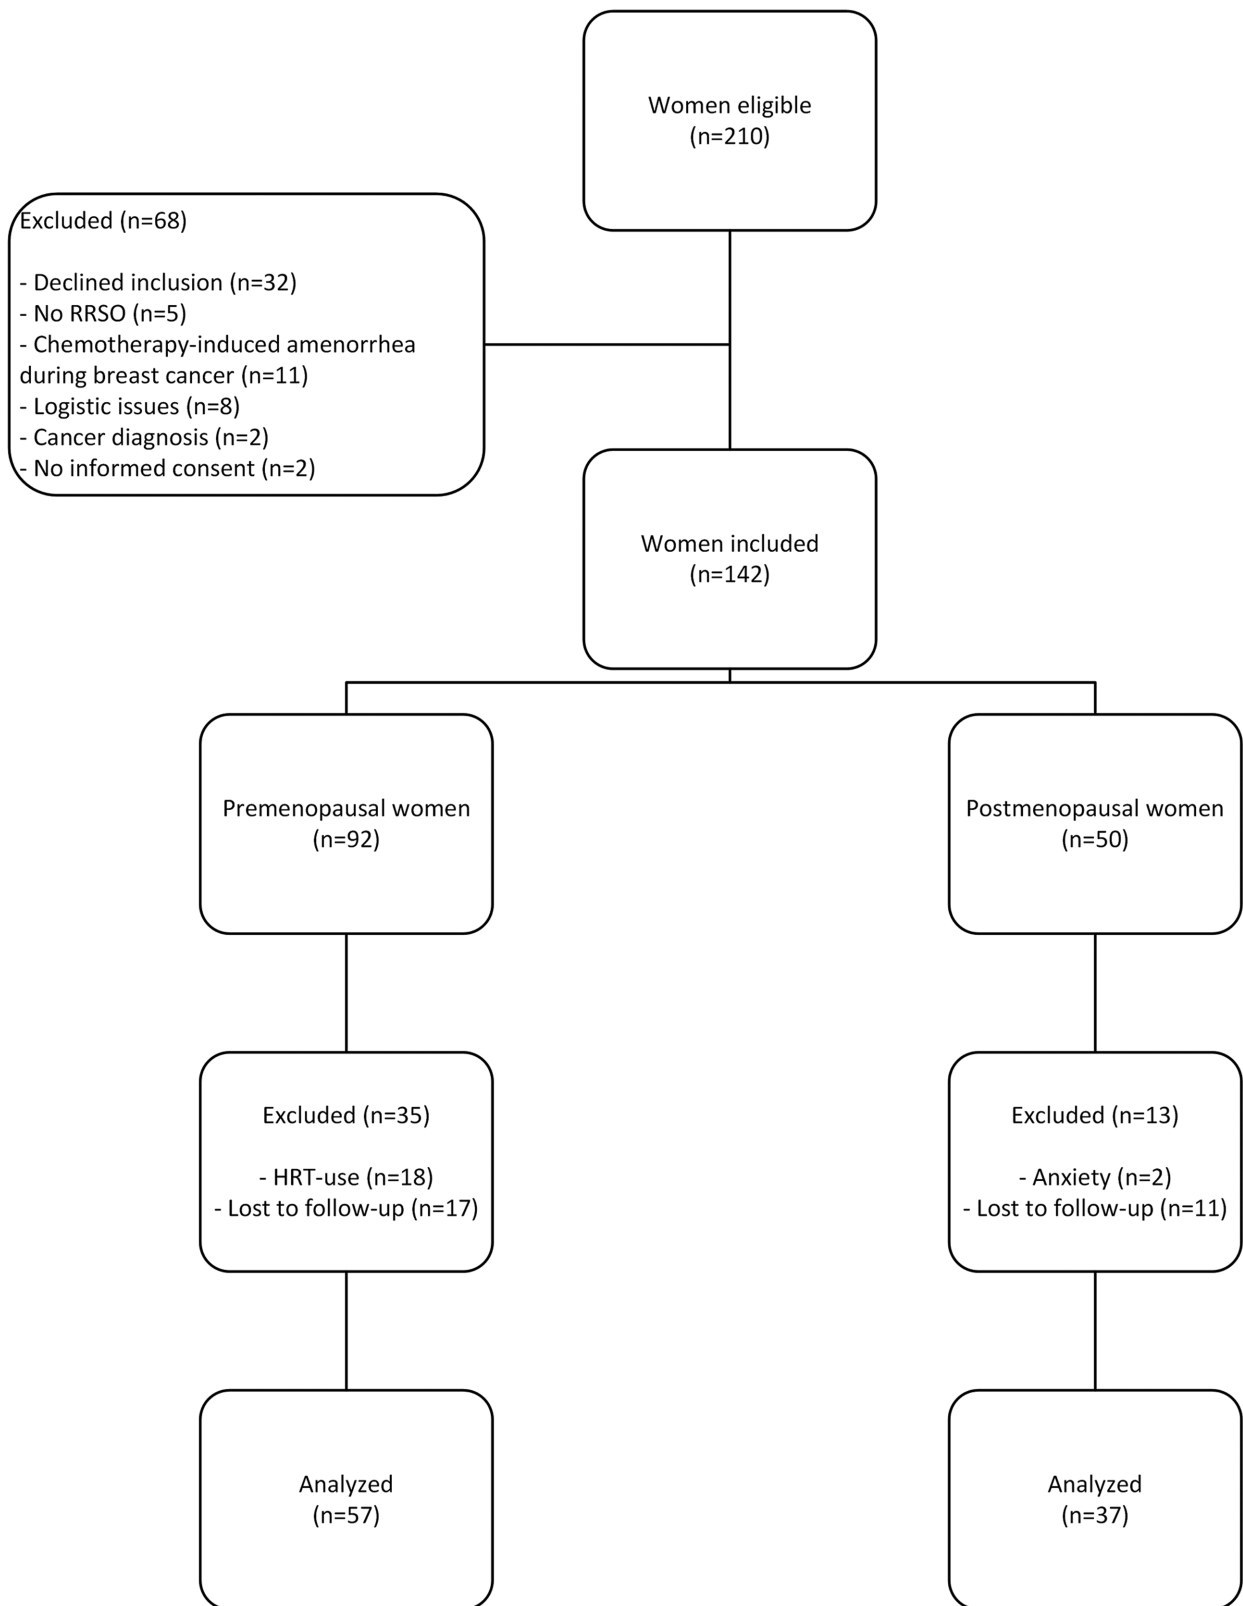 Women eligible
(n=210)
Excluded (n=68)
- Declined inclusion (n=32)
- No RRSO (n=5)
- Chemotherapy-induced amenorrhea
during breast cancer (n=11)
- Logistic issues (n=8)
- Cancer diagnosis (n=2)
- No informed consent (n=2)
Women included
(n=142)
Premenopausal women
(n=92)
Postmenopausal women
(n=50)
Excluded (n=35)
- HRT-use (n=18)
- Lost to follow-up (n=17)
Excluded (n=13)
- Anxiety (n=2)
- Lost to follow-up (n=11)
Analyzed
(n=57)
Analyzed
(n=37)